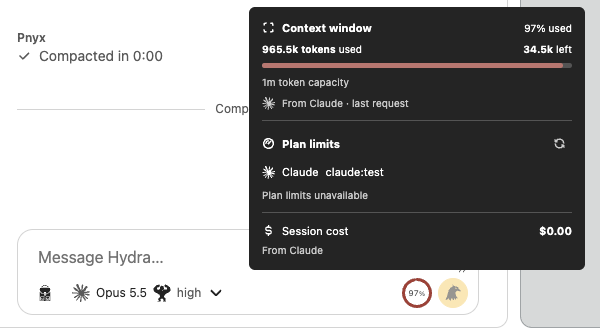 Pnyx
Compacted in 0:00
Comp
Context window 97% used
965.5k tokens used 34.5k left
1m token capacity
From Claude · last request
Plan limits
Claude claude:test
Plan limits unavailable
$ Session cost $0.00
From Claude
Message Hydra...
Opus 5.5 high 97%